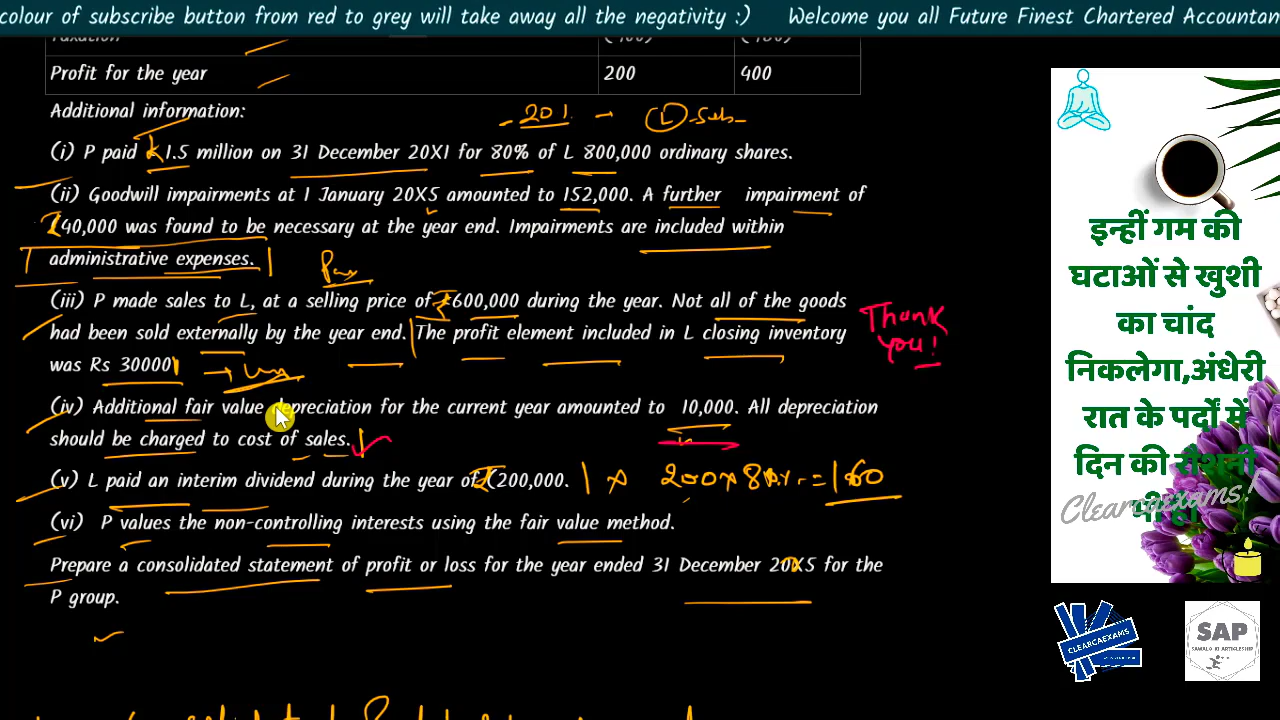 colour of subscribe button from red to grey will take away all the negativity :) Welcome you all Future Finest Chartered Accountan
Taxation
Profit for the year 200 400
Additional information:
20% → L Sub
(i) P paid ₹1.5 million on 31 December 20X1 for 80% of L 800,000 ordinary shares.
(ii) Goodwill impairments at 1 January 20X5 amounted to 152,000. A further impairment of
₹40,000 was found to be necessary at the year end. Impairments are included within
administrative expenses.
(iii) P made sales to L, at a selling price of ₹600,000 during the year. Not all of the goods
had been sold externally by the year end. The profit element included in L closing inventory
was Rs 30000
Thank
you!
(iv) Additional fair value depreciation for the current year amounted to 10,000. All depreciation
should be charged to cost of sales.
(v) L paid an interim dividend during the year of ₹(200,000. 200×80%=160
(vi) P values the non-controlling interests using the fair value method.
Prepare a consolidated statement of profit or loss for the year ended 31 December 20X5 for the
P group.
इन्हीं गम की
घटाओं से खुशी
का चांद
निकलेगा,अंधेरी
रात के पर्दों में
दिन की रौशनी
भी है।
Clearcaexams!
CLEARCAEXAMS
SAP
SAWALO KI ARTICLESHIP